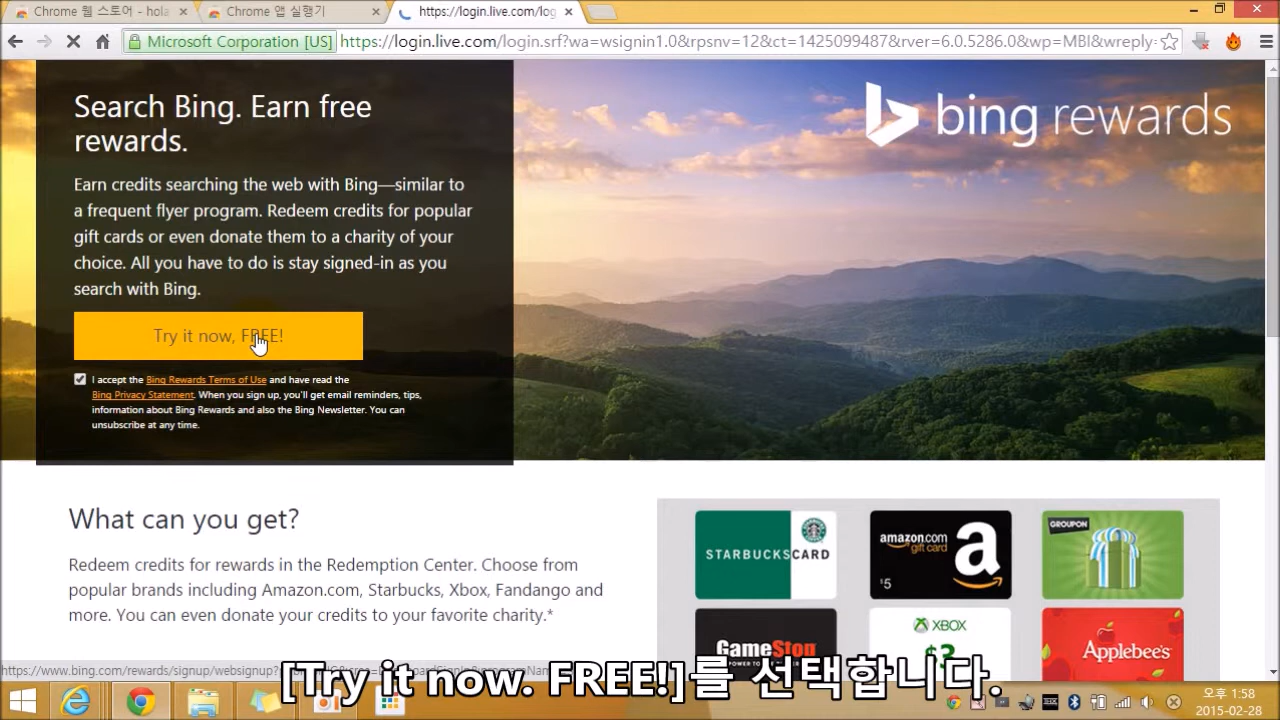 Chrome 웹 스토어 - hola
Chrome 앱 실행기
https://login.live.com/log
Microsoft Corporation [US]
https://login.live.com/login.srf?wa=wsignin1.0&rpsnv=12&ct=1425099487&rver=6.0.5286.0&wp=MBI&wreply=
Search Bing. Earn free
rewards.
Earn credits searching the web with Bing—similar to
a frequent flyer program. Redeem credits for popular
gift cards or even donate them to a charity of your
choice. All you have to do is stay signed-in as you
search with Bing.
Try it now, FREE!
I accept the Bing Rewards Terms of Use and have read the
Bing Privacy Statement. When you sign up, you'll get email reminders, tips,
information about Bing Rewards and also the Bing Newsletter. You can
unsubscribe at any time.
bing rewards
What can you get?
Redeem credits for rewards in the Redemption Center. Choose from
popular brands including Amazon.com, Starbucks, Xbox, Fandango and
more. You can even donate your credits to your favorite charity.*
STARBUCKS CARD
amazon.com
gift card
a
$5
GROUPON
GameStop
XBOX
$3
Applebee's
https://www.bing.com/rewards/signup/websignup?
[Try it now. FREE!]를 선택합니다.
오후 1:58
2015-02-28